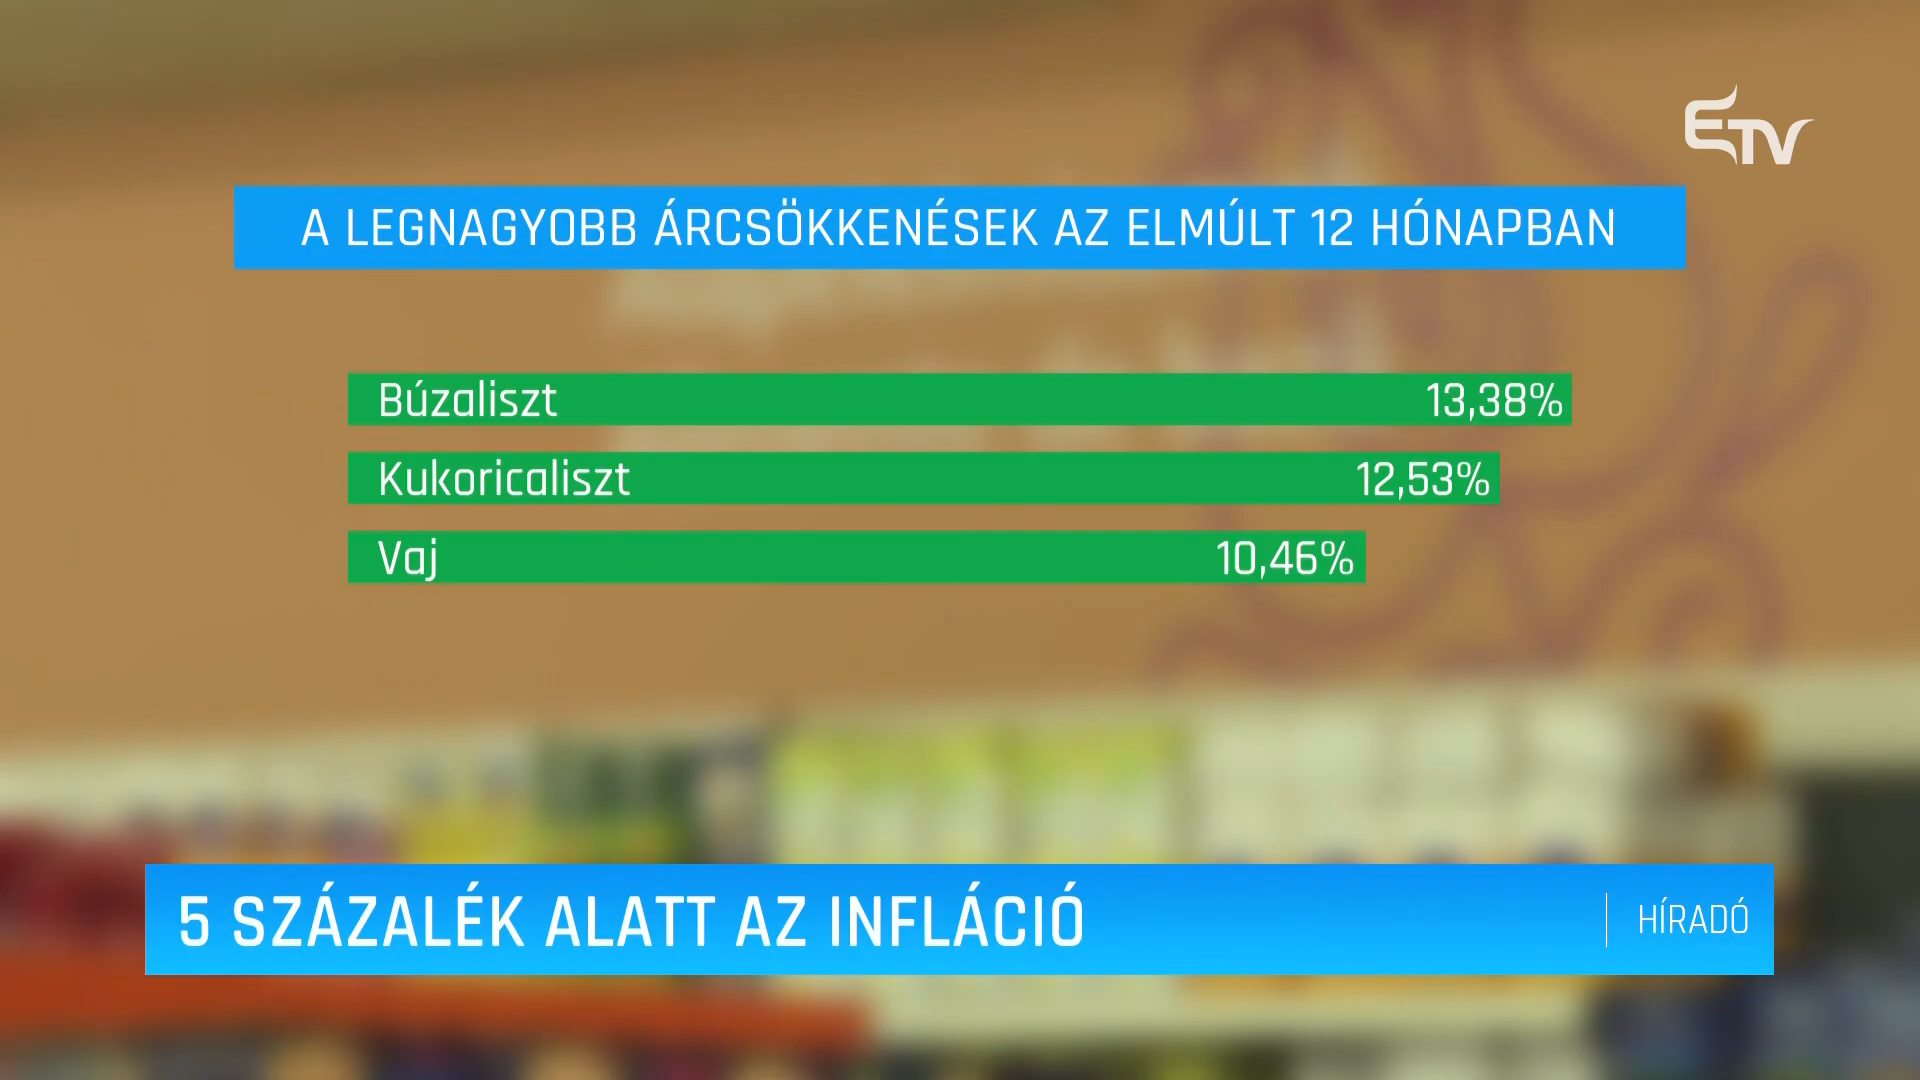 ETV
A LEGNAGYOBB ÁRCSÖKKENÉSEK AZ ELMÚLT 12 HÓNAPBAN
Búzaliszt 13,38%
Kukoricaliszt 12,53%
Vaj 10,46%
5 SZÁZALÉK ALATT AZ INFLÁCIÓ HÍRADÓ